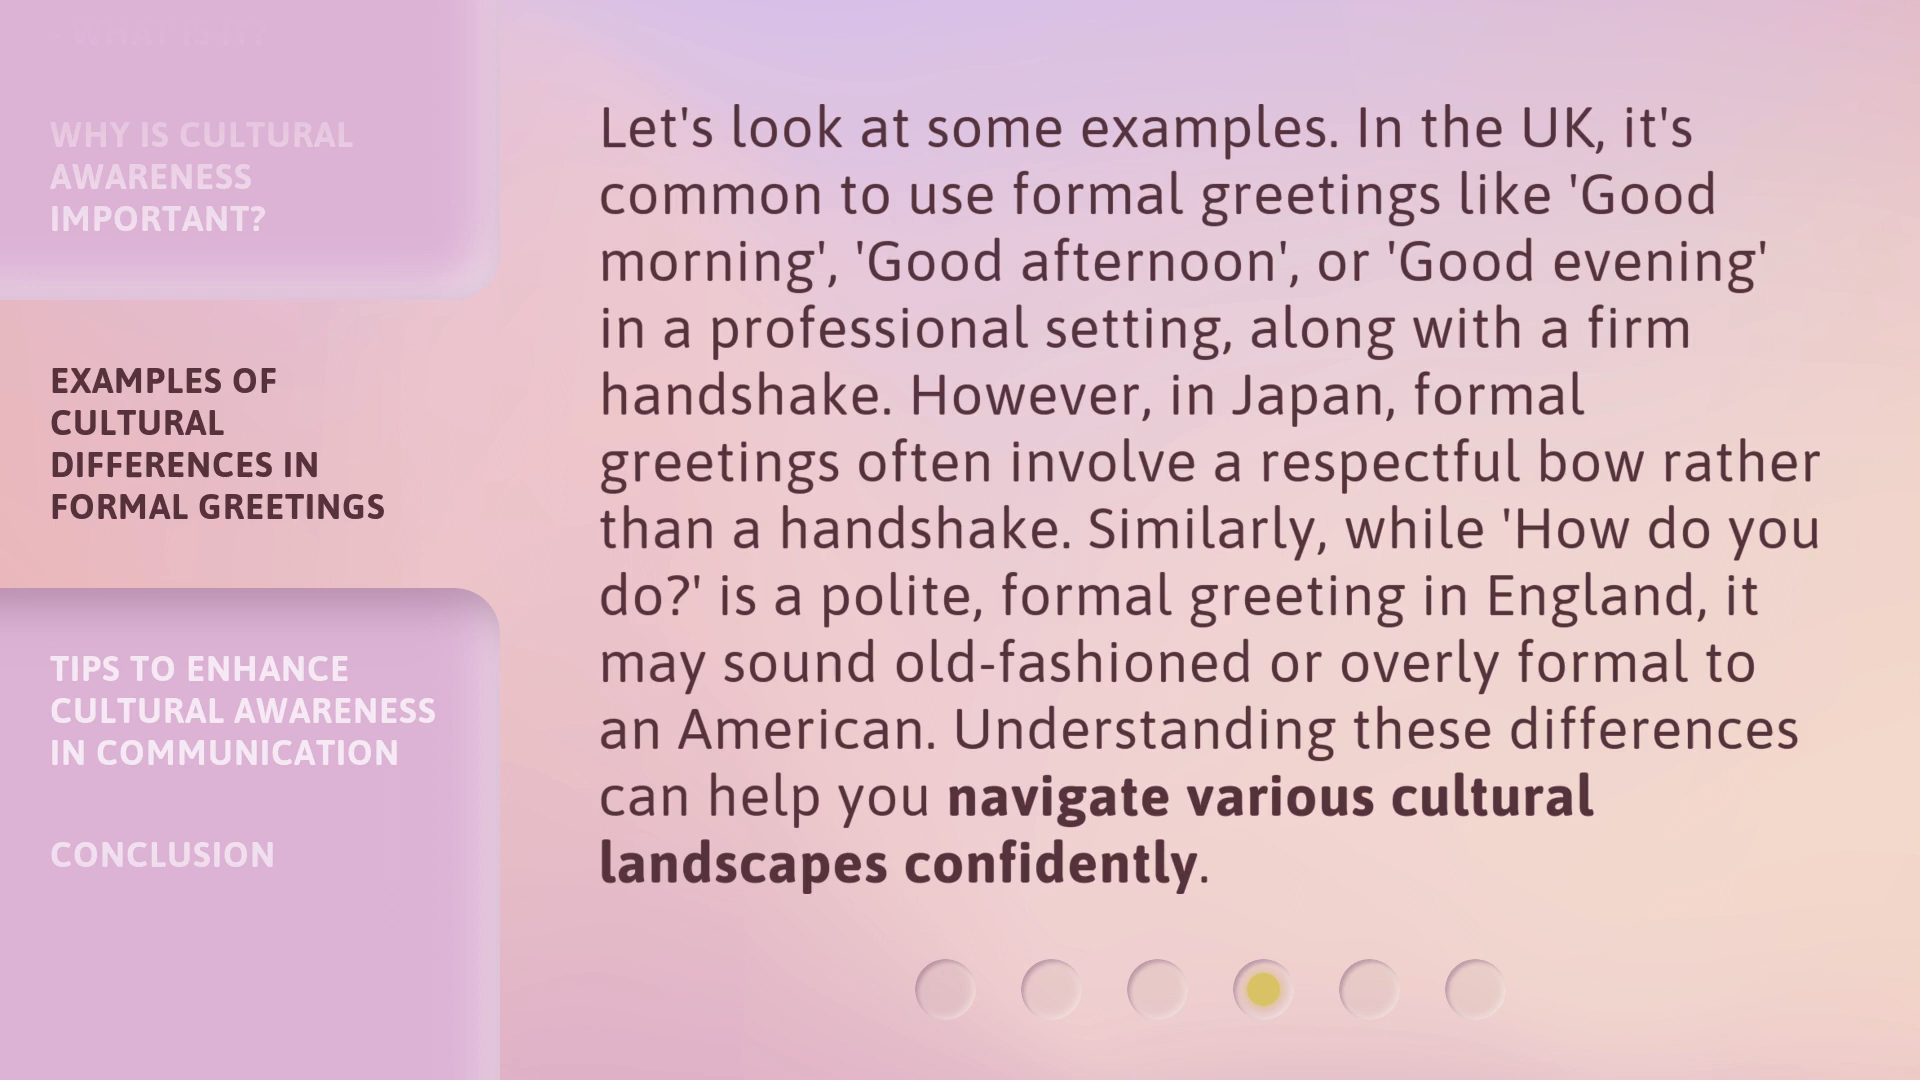 - WHAT IS IT?
WHY IS CULTURAL
AWARENESS
IMPORTANT?
EXAMPLES OF
CULTURAL
DIFFERENCES IN
FORMAL GREETINGS
TIPS TO ENHANCE
CULTURAL AWARENESS
IN COMMUNICATION
CONCLUSION
Let's look at some examples. In the UK, it's
common to use formal greetings like 'Good
morning', 'Good afternoon', or 'Good evening'
in a professional setting, along with a firm
handshake. However, in Japan, formal
greetings often involve a respectful bow rather
than a handshake. Similarly, while 'How do you
do?' is a polite, formal greeting in England, it
may sound old-fashioned or overly formal to
an American. Understanding these differences
can help you navigate various cultural
landscapes confidently.